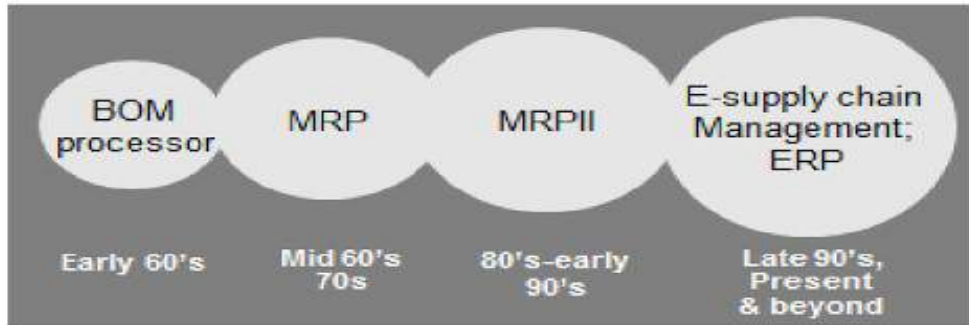 BOM
processor
MRP
MRPII
E-supply chain
Management;
ERP
Early 60's
Mid 60's
70s
80's-early
90's
Late 90's,
Present
& beyond